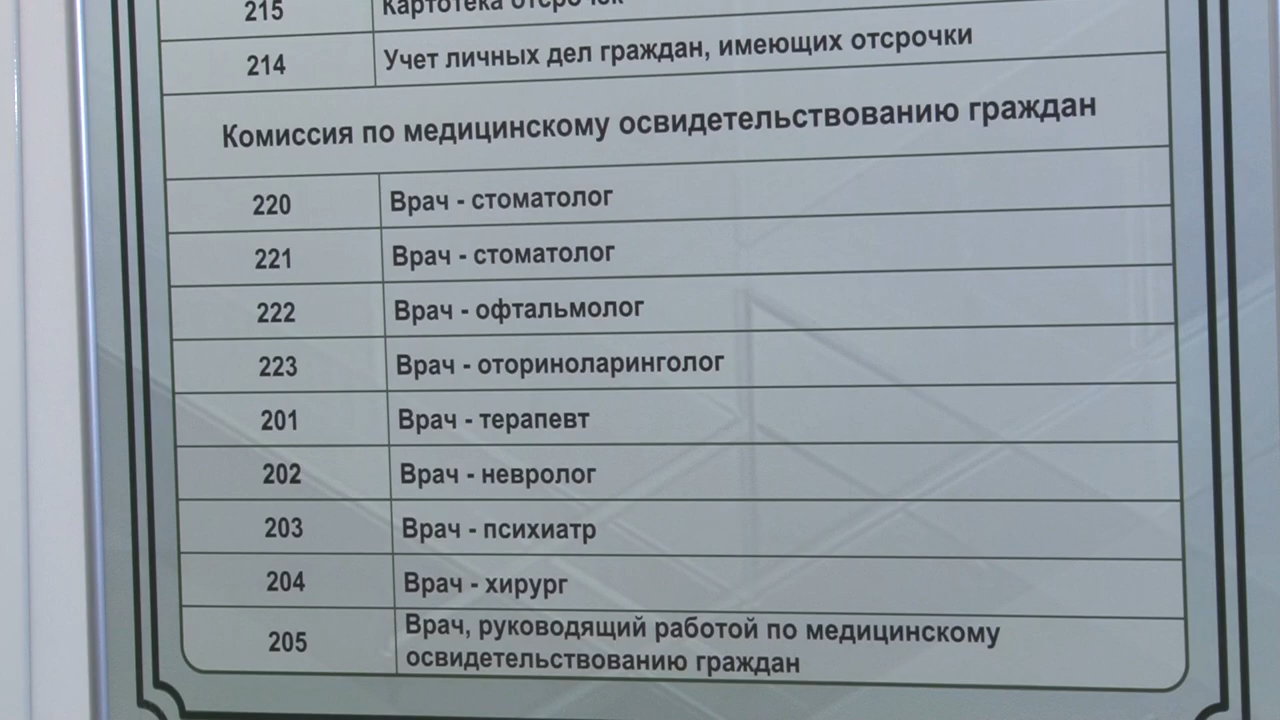 215 Картотека отсрочек
214 Учет личных дел граждан, имеющих отсрочки
Комиссия по медицинскому освидетельствованию граждан
220 Врач - стоматолог
221 Врач - стоматолог
222 Врач - офтальмолог
223 Врач - оториноларинголог
201 Врач - терапевт
202 Врач - невролог
203 Врач - психиатр
204 Врач - хирург
205 Врач, руководящий работой по медицинскому
освидетельствованию граждан